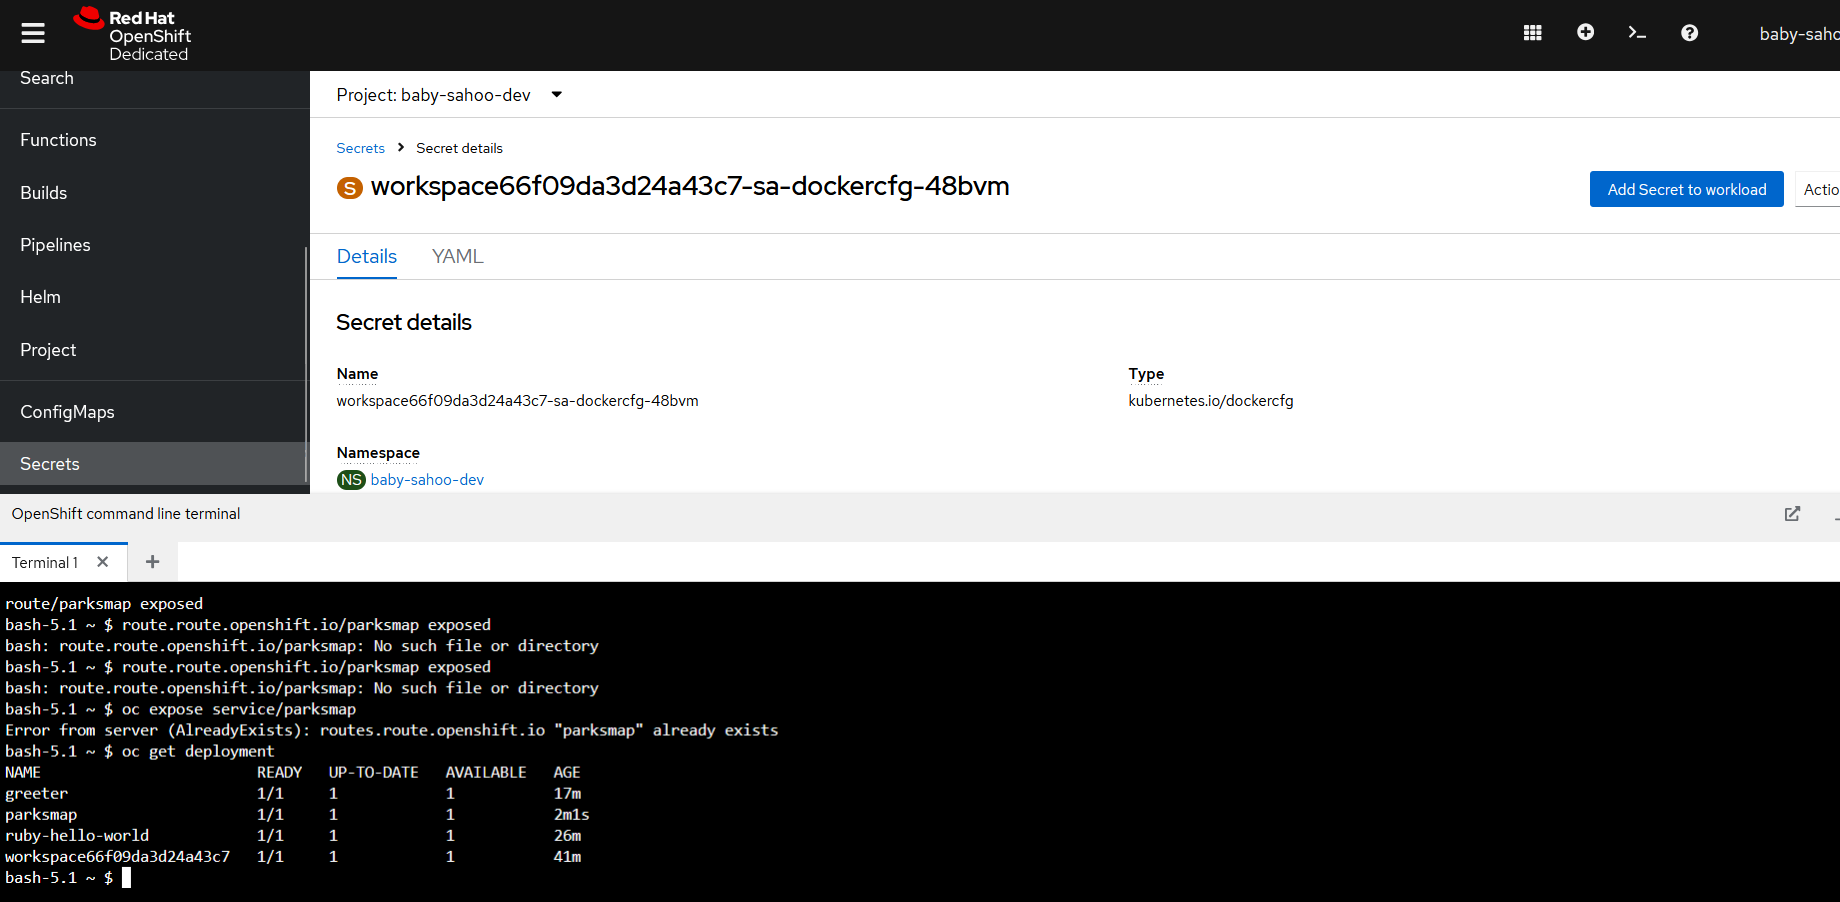 Red Hat
OpenShift
Dedicated
baby-saho
Search
Functions
Builds
Pipelines
Helm
Project
ConfigMaps
Secrets
Project: baby-sahoo-dev
Secrets > Secret details
S workspace66f09da3d24a43c7-sa-dockercfg-48bvm
Add Secret to workload
Actio
Details YAML
Secret details
Name
workspace66f09da3d24a43c7-sa-dockercfg-48bvm
Type
kubernetes.io/dockercfg
Namespace
NS baby-sahoo-dev
OpenShift command line terminal
Terminal 1
route/parksmap exposed
bash-5.1 ~ $ route.route.openshift.io/parksmap exposed
bash: route.route.openshift.io/parksmap: No such file or directory
bash-5.1 ~ $ route.route.openshift.io/parksmap exposed
bash: route.route.openshift.io/parksmap: No such file or directory
bash-5.1 ~ $ oc expose service/parksmap
Error from server (AlreadyExists): routes.route.openshift.io "parksmap" already exists
bash-5.1 ~ $ oc get deployment
NAME READY UP-TO-DATE AVAILABLE AGE
greeter 1/1 1 1 17m
parksmap 1/1 1 1 2m1s
ruby-hello-world 1/1 1 1 26m
workspace66f09da3d24a43c7 1/1 1 1 41m
bash-5.1 ~ $